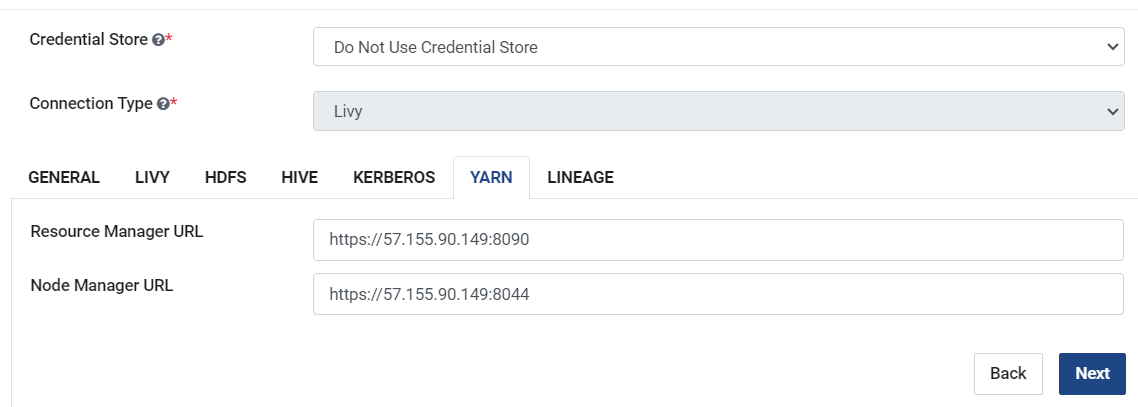 Credential Store ?*
Do Not Use Credential Store
Connection Type ?*
Livy
GENERAL LIVY HDFS HIVE KERBEROS YARN LINEAGE
Resource Manager URL
https://57.155.90.149:8090
Node Manager URL
https://57.155.90.149:8044
Back Next